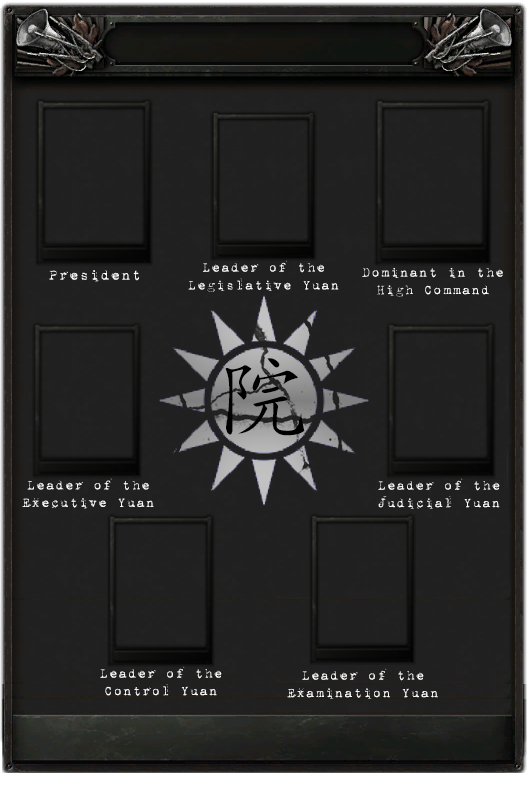 President
Leader of the
Legislative Yuan
Dominant in the
High Command
院
Leader of the
Executive Yuan
Leader of the
Judicial Yuan
Leader of the
Control Yuan
Leader of the
Examination Yuan